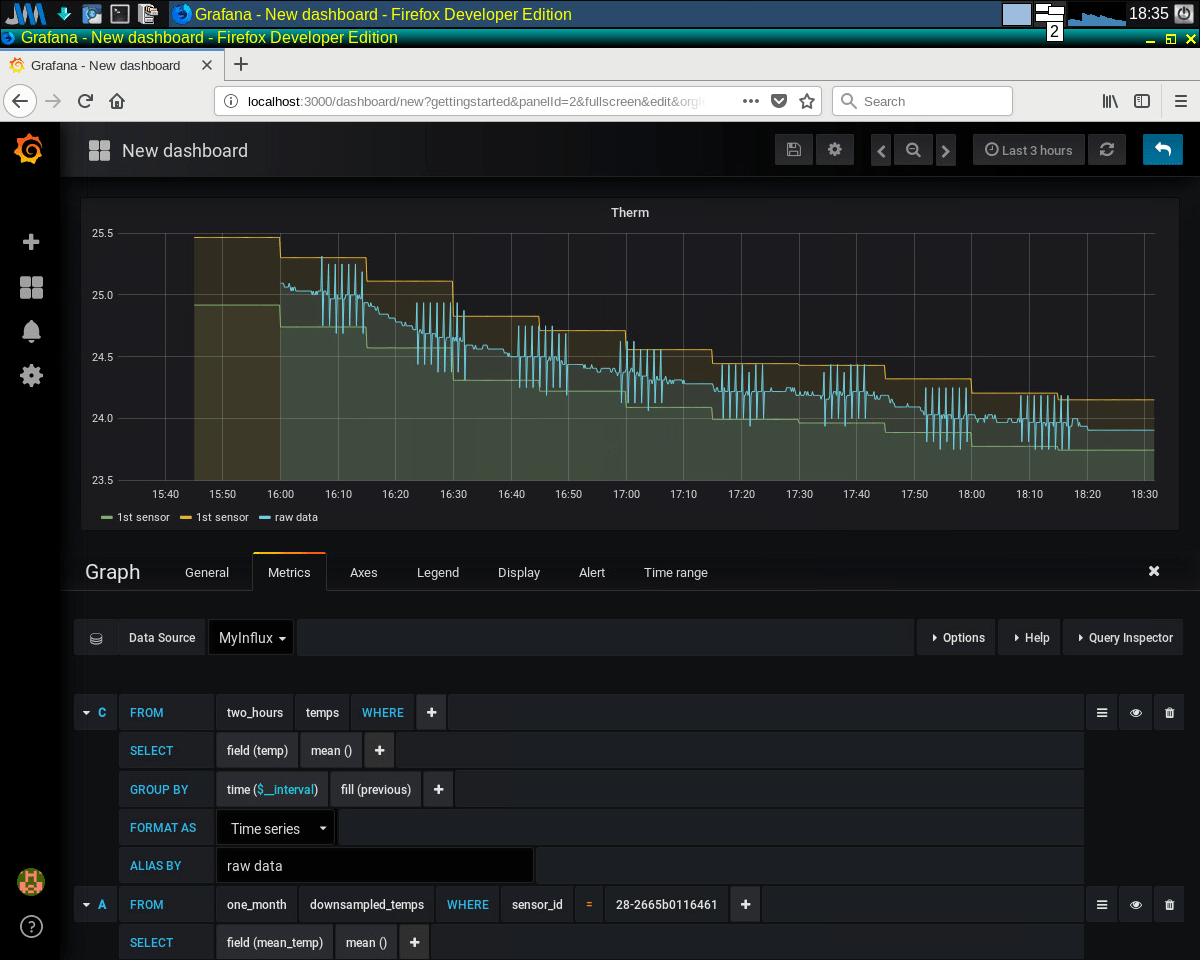 Grafana - New dashboard - Firefox Developer Edition
18:35
2
Grafana - New dashboard - Firefox Developer Edition
Grafana - New dashboard
localhost:3000/dashboard/new?gettingstarted&panelId=2&fullscreen&edit&orgI
Search
New dashboard
Last 3 hours
Therm
25.5
25.0
24.5
24.0
23.5
15:40 15:50 16:00 16:10 16:20 16:30 16:40 16:50 17:00 17:10 17:20 17:30 17:40 17:50 18:00 18:10 18:20 18:30
1st sensor 1st sensor raw data
Graph General Metrics Axes Legend Display Alert Time range
Data Source MyInflux Options Help Query Inspector
C FROM two_hours temps WHERE
SELECT field (temp) mean ()
GROUP BY time ($__interval) fill (previous)
FORMAT AS Time series
ALIAS BY raw data
A FROM one_month downsampled_temps WHERE sensor_id = 28-2665b0116461
SELECT field (mean_temp) mean ()